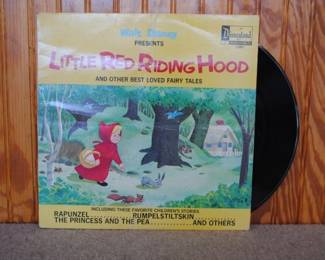 Walt Disney
PRESENTS
Disneyland
LITTLE RED RIDING HOOD
AND OTHER BEST LOVED FAIRY TALES
INCLUDING THESE FAVORITE CHILDREN'S STORIES
RAPUNZEL..............RUMPELSTILTSKIN..............
THE PRINCESS AND THE PEA..............AND OTHERS